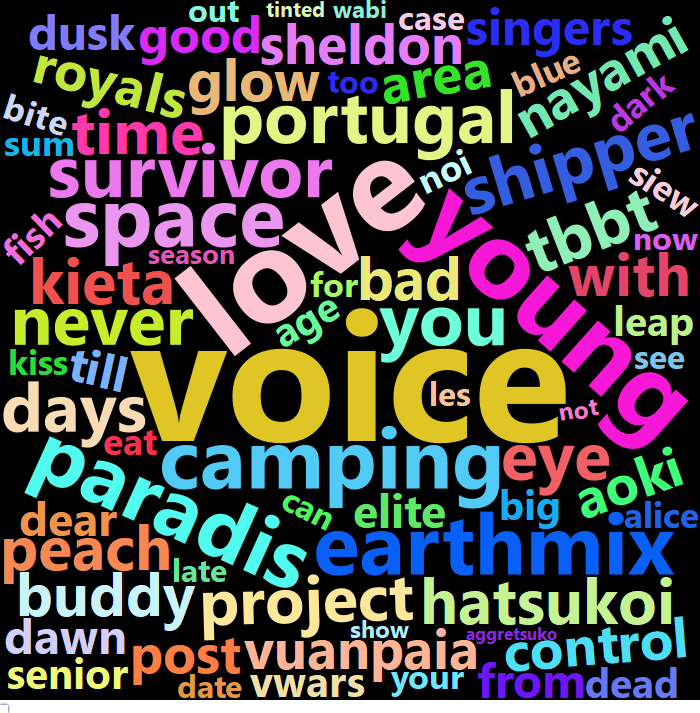 out
tinted
wabi
case
dusk
good
sheldon
singers
royals
glow
too
area
blue
nayami
bite
sum
time
portugal
dark
survivor
noi
shipper
siew
space
love
young
tbbt
now
fish
season
kieta
for
bad
with
never
age
you
leap
kiss
till
voice
see
days
les
not
eat
camping
eye
aoki
paradis
can
elite
big
alice
dear
peach
late
earthmix
buddy
project
hatsukoi
dawn
post
show
aggretsuko
vuanpaia
control
senior
date
vwars
your
from
dead